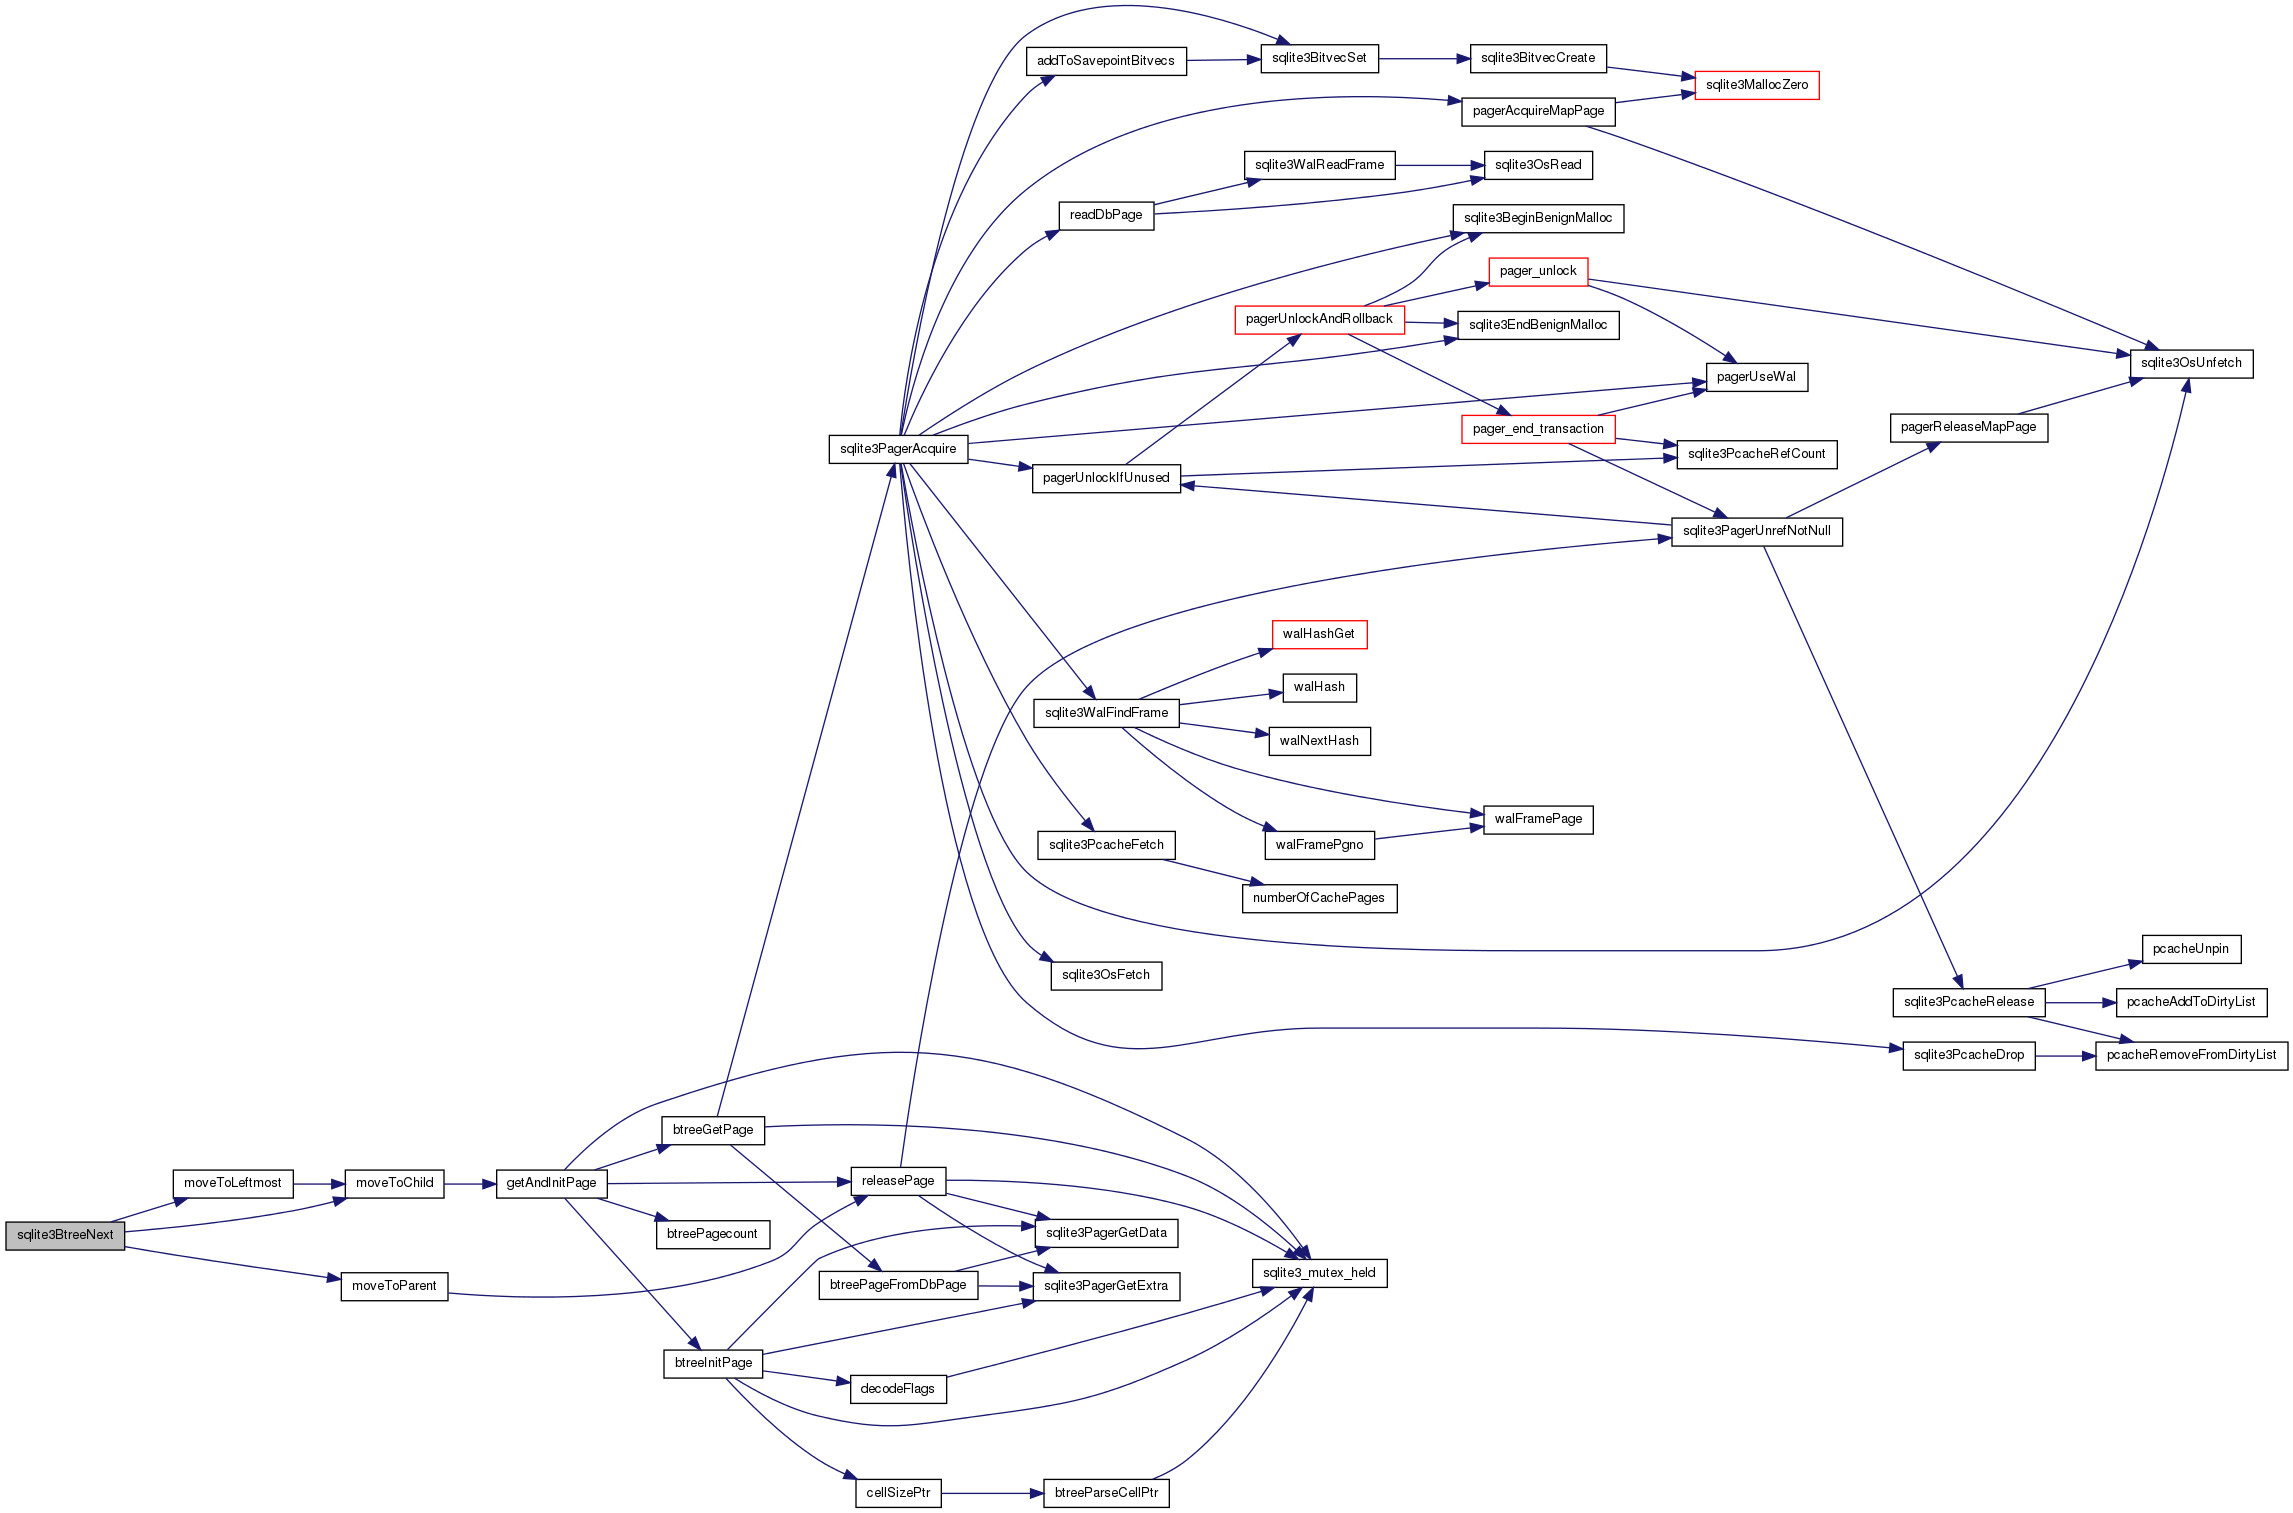 sqlite3BtreeNext
moveToLeftmost
moveToChild
moveToParent
getAndInitPage
btreeGetPage
btreePagecount
btreeInitPage
sqlite3PagerAcquire
releasePage
btreePageFromDbPage
decodeFlags
cellSizePtr
addToSavepointBitvecs
readDbPage
pagerUnlockIfUnused
sqlite3WalFindFrame
sqlite3PcacheFetch
sqlite3OsFetch
sqlite3PagerGetData
sqlite3PagerGetExtra
btreeParseCellPtr
sqlite3BitvecSet
sqlite3WalReadFrame
pagerUnlockAndRollback
walHashGet
walHash
walNextHash
walFramePgno
numberOfCachePages
sqlite3_mutex_held
sqlite3BitvecCreate
pagerAcquireMapPage
sqlite3OsRead
sqlite3BeginBenignMalloc
pager_unlock
sqlite3EndBenignMalloc
pager_end_transaction
walFramePage
sqlite3MallocZero
pagerUseWal
sqlite3PcacheRefCount
sqlite3PagerUnrefNotNull
pagerReleaseMapPage
sqlite3PcacheRelease
sqlite3PcacheDrop
sqlite3OsUnfetch
pcacheUnpin
pcacheAddToDirtyList
pcacheRemoveFromDirtyList